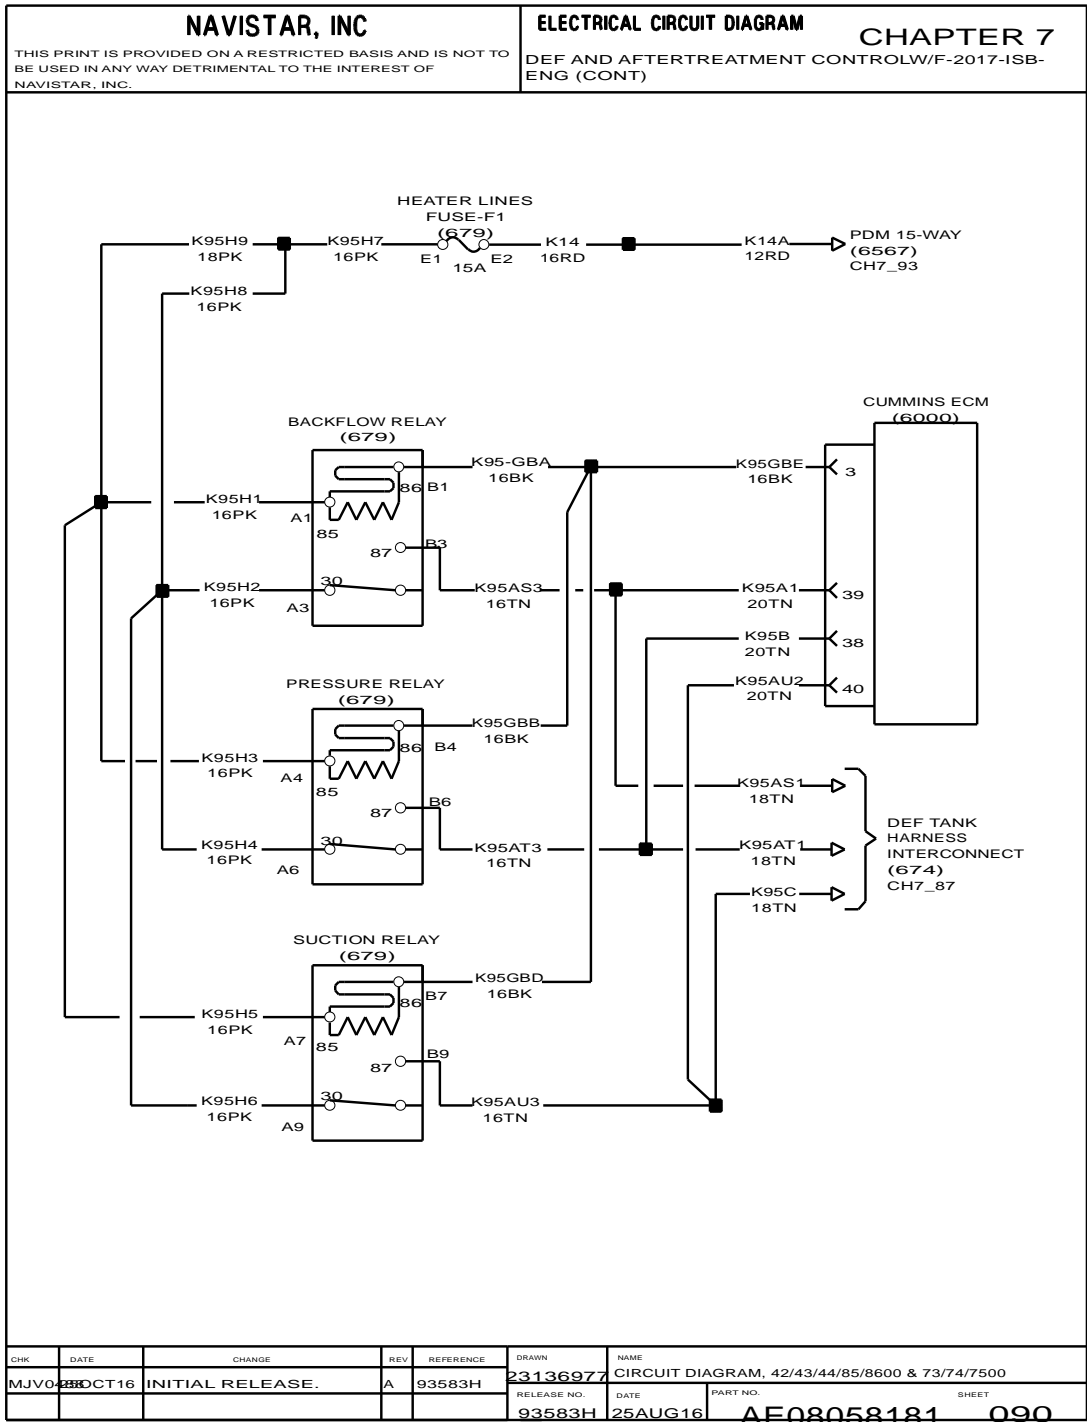 NAVISTAR, INC
THIS PRINT IS PROVIDED ON A RESTRICTED BASIS AND IS NOT TO
BE USED IN ANY WAY DETRIMENTAL TO THE INTEREST OF
NAVISTAR, INC.
ELECTRICAL CIRCUIT DIAGRAM
CHAPTER 7
DEF AND AFTERTREATMENT CONTROLW/F-2017-ISB-
ENG (CONT)
HEATER LINES
FUSE-F1
(679)
K95H9
18PK
K95H7
16PK
E1
15A
E2
K14
16RD
K14A
12RD
PDM 15-WAY
(6567)
CH7_93
K95H8
16PK
CUMMINS ECM
(6000)
BACKFLOW RELAY
(679)
K95-GBA
16BK
K95GBE
16BK
3
86
B1
K95H1
16PK
A1
85
87
B3
K95H2
16PK
A3
30
K95AS3
16TN
K95A1
20TN
39
K95B
20TN
38
K95AU2
20TN
40
PRESSURE RELAY
(679)
K95GBB
16BK
86
B4
K95H3
16PK
A4
85
87
B6
K95H4
16PK
A6
30
K95AT3
16TN
K95AS1
18TN
K95AT1
18TN
K95C
18TN
DEF TANK
HARNESS
INTERCONNECT
(674)
CH7_87
SUCTION RELAY
(679)
K95GBD
16BK
86
B7
K95H5
16PK
A7
85
87
B9
K95H6
16PK
A9
30
K95AU3
16TN
CHK
DATE
CHANGE
REV
REFERENCE
DRAWN
NAME
INITIAL RELEASE.
A
93583H
23136977
CIRCUIT DIAGRAM, 42/43/44/85/8600 & 73/74/7500
RELEASE NO.
DATE
PART NO.
SHEET
93583H
25AUG16
AF08058181
090